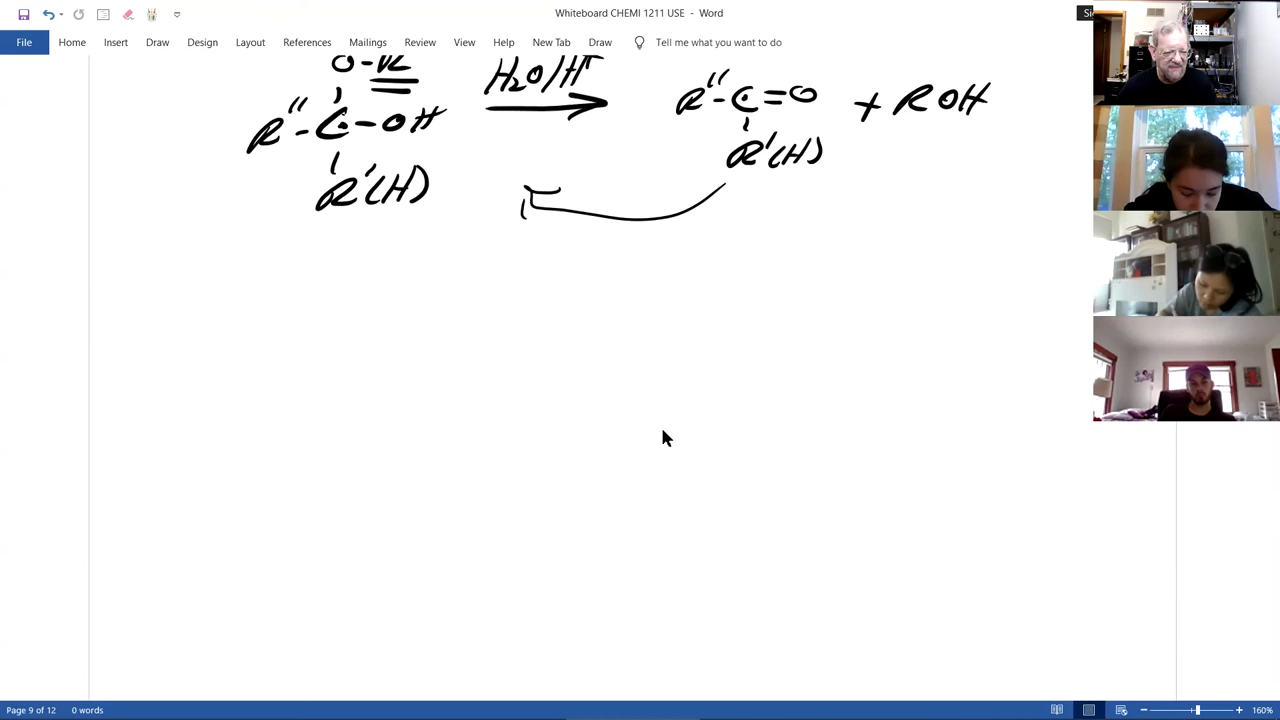 Whiteboard CHEMI 1211 USE - Word
File Home Insert Draw Design Layout References Mailings Review View Help New Tab Draw Tell me what you want to do
O-R
H₂O/H⁺
R''-C-OH
R'(H)
R''-C=O + ROH
R'(H)
Page 9 of 12 0 words
160%